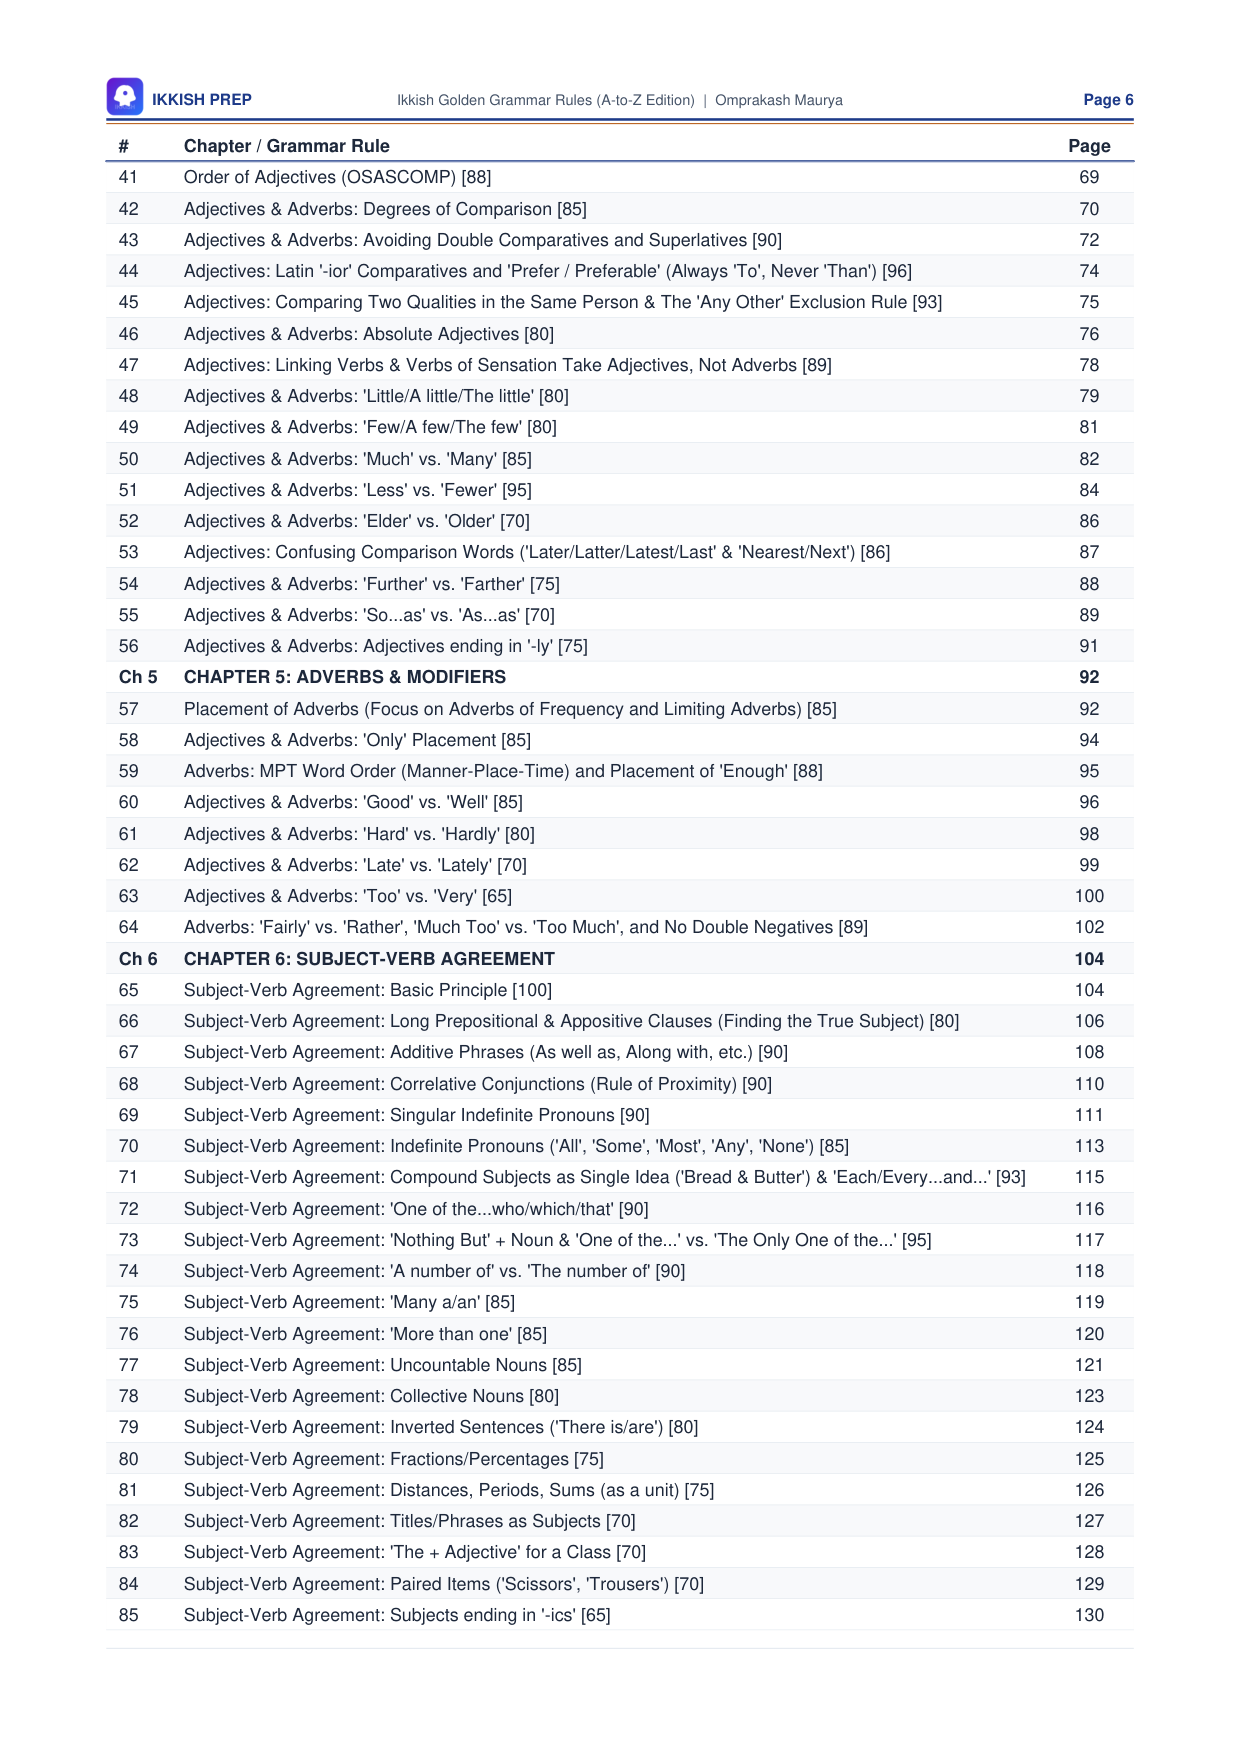 IKKISH PREP Ikkish Golden Grammar Rules (A-to-Z Edition) | Omprakash Maurya Page 6
# Chapter / Grammar Rule Page
41 Order of Adjectives (OSASCOMP) [88] 69
42 Adjectives & Adverbs: Degrees of Comparison [85] 70
43 Adjectives & Adverbs: Avoiding Double Comparatives and Superlatives [90] 72
44 Adjectives: Latin '-ior' Comparatives and 'Prefer / Preferable' (Always 'To', Never 'Than') [96] 74
45 Adjectives: Comparing Two Qualities in the Same Person & The 'Any Other' Exclusion Rule [93] 75
46 Adjectives & Adverbs: Absolute Adjectives [80] 76
47 Adjectives: Linking Verbs & Verbs of Sensation Take Adjectives, Not Adverbs [89] 78
48 Adjectives & Adverbs: 'Little/A little/The little' [80] 79
49 Adjectives & Adverbs: 'Few/A few/The few' [80] 81
50 Adjectives & Adverbs: 'Much' vs. 'Many' [85] 82
51 Adjectives & Adverbs: 'Less' vs. 'Fewer' [95] 84
52 Adjectives & Adverbs: 'Elder' vs. 'Older' [70] 86
53 Adjectives: Confusing Comparison Words ('Later/Latter/Latest/Last' & 'Nearest/Next') [86] 87
54 Adjectives & Adverbs: 'Further' vs. 'Farther' [75] 88
55 Adjectives & Adverbs: 'So...as' vs. 'As...as' [70] 89
56 Adjectives & Adverbs: Adjectives ending in '-ly' [75] 91
Ch 5 CHAPTER 5: ADVERBS & MODIFIERS 92
57 Placement of Adverbs (Focus on Adverbs of Frequency and Limiting Adverbs) [85] 92
58 Adjectives & Adverbs: 'Only' Placement [85] 94
59 Adverbs: MPT Word Order (Manner-Place-Time) and Placement of 'Enough' [88] 95
60 Adjectives & Adverbs: 'Good' vs. 'Well' [85] 96
61 Adjectives & Adverbs: 'Hard' vs. 'Hardly' [80] 98
62 Adjectives & Adverbs: 'Late' vs. 'Lately' [70] 99
63 Adjectives & Adverbs: 'Too' vs. 'Very' [65] 100
64 Adverbs: 'Fairly' vs. 'Rather', 'Much Too' vs. 'Too Much', and No Double Negatives [89] 102
Ch 6 CHAPTER 6: SUBJECT-VERB AGREEMENT 104
65 Subject-Verb Agreement: Basic Principle [100] 104
66 Subject-Verb Agreement: Long Prepositional & Appositive Clauses (Finding the True Subject) [80] 106
67 Subject-Verb Agreement: Additive Phrases (As well as, Along with, etc.) [90] 108
68 Subject-Verb Agreement: Correlative Conjunctions (Rule of Proximity) [90] 110
69 Subject-Verb Agreement: Singular Indefinite Pronouns [90] 111
70 Subject-Verb Agreement: Indefinite Pronouns ('All', 'Some', 'Most', 'Any', 'None') [85] 113
71 Subject-Verb Agreement: Compound Subjects as Single Idea ('Bread & Butter') & 'Each/Every...and...' [93] 115
72 Subject-Verb Agreement: 'One of the...who/which/that' [90] 116
73 Subject-Verb Agreement: 'Nothing But' + Noun & 'One of the...' vs. 'The Only One of the...' [95] 117
74 Subject-Verb Agreement: 'A number of' vs. 'The number of' [90] 118
75 Subject-Verb Agreement: 'Many a/an' [85] 119
76 Subject-Verb Agreement: 'More than one' [85] 120
77 Subject-Verb Agreement: Uncountable Nouns [85] 121
78 Subject-Verb Agreement: Collective Nouns [80] 123
79 Subject-Verb Agreement: Inverted Sentences ('There is/are') [80] 124
80 Subject-Verb Agreement: Fractions/Percentages [75] 125
81 Subject-Verb Agreement: Distances, Periods, Sums (as a unit) [75] 126
82 Subject-Verb Agreement: Titles/Phrases as Subjects [70] 127
83 Subject-Verb Agreement: 'The + Adjective' for a Class [70] 128
84 Subject-Verb Agreement: Paired Items ('Scissors', 'Trousers') [70] 129
85 Subject-Verb Agreement: Subjects ending in '-ics' [65] 130